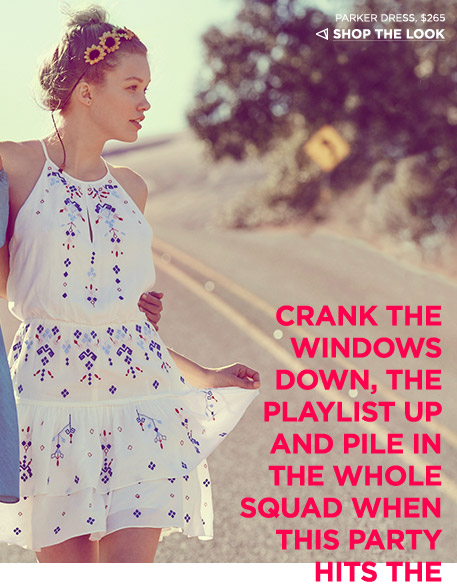 PARKER DRESS, $265
SHOP THE LOOK
CRANK THE
WINDOWS
DOWN, THE
PLAYLIST UP
AND PILE IN
THE WHOLE
SQUAD WHEN
THIS PARTY
HITS THE